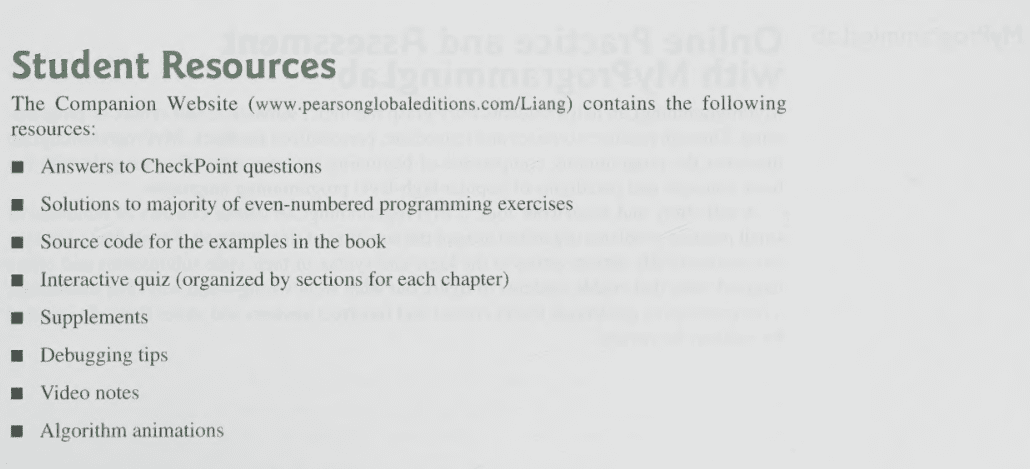 Student Resources
The Companion Website (www.pearsonglobaleditions.com/Liang) contains the following
resources:
■ Answers to CheckPoint questions
■ Solutions to majority of even-numbered programming exercises
■ Source code for the examples in the book
■ Interactive quiz (organized by sections for each chapter)
■ Supplements
■ Debugging tips
■ Video notes
■ Algorithm animations